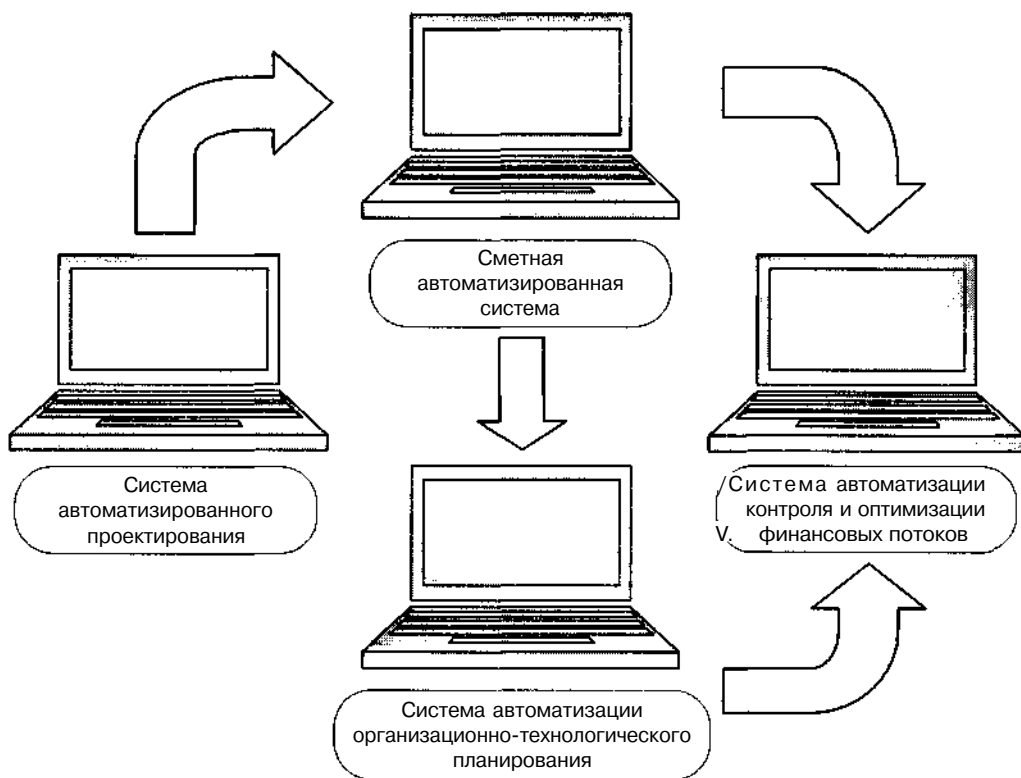 Сметная
автоматизированная
система
Система
автоматизированного
проектирования
Система автоматизации
контроля и оптимизации
финансовых потоков
Система автоматизации
организационно-технологического
планирования